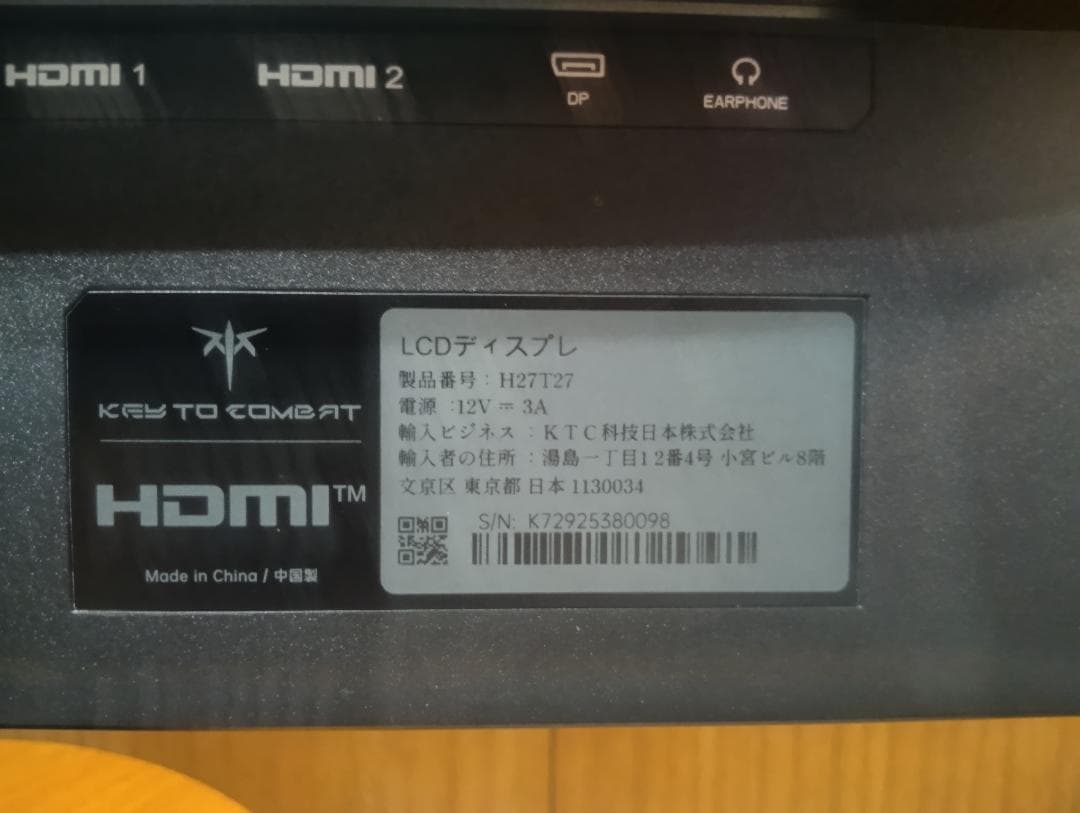 HDMI 1
HDMI 2
DP
EARPHONE
KEY TO COMBAT
HDMI™
Made in China / 中国製
LCDディスプレ
製品番号：H27T27
電源 :12V ⎓ 3A
輸入ビジネス：KTC科技日本株式会社
輸入者の住所：湯島一丁目12番4号 小宮ビル8階
文京区 東京都 日本 1130034
S/N: K72925380098